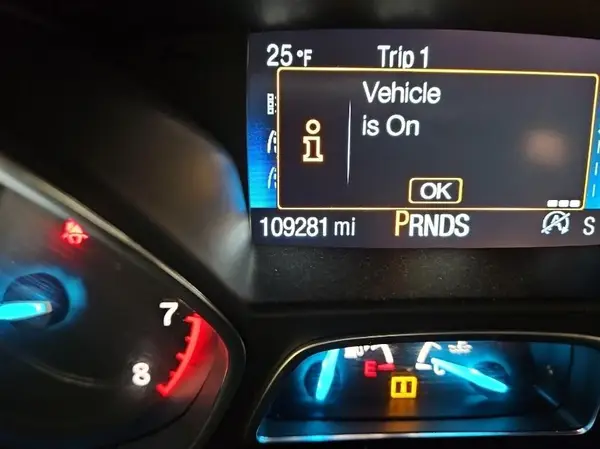 25°F Trip 1
Vehicle
is On
i
OK
109281 mi PRNDS S
7
8
E C